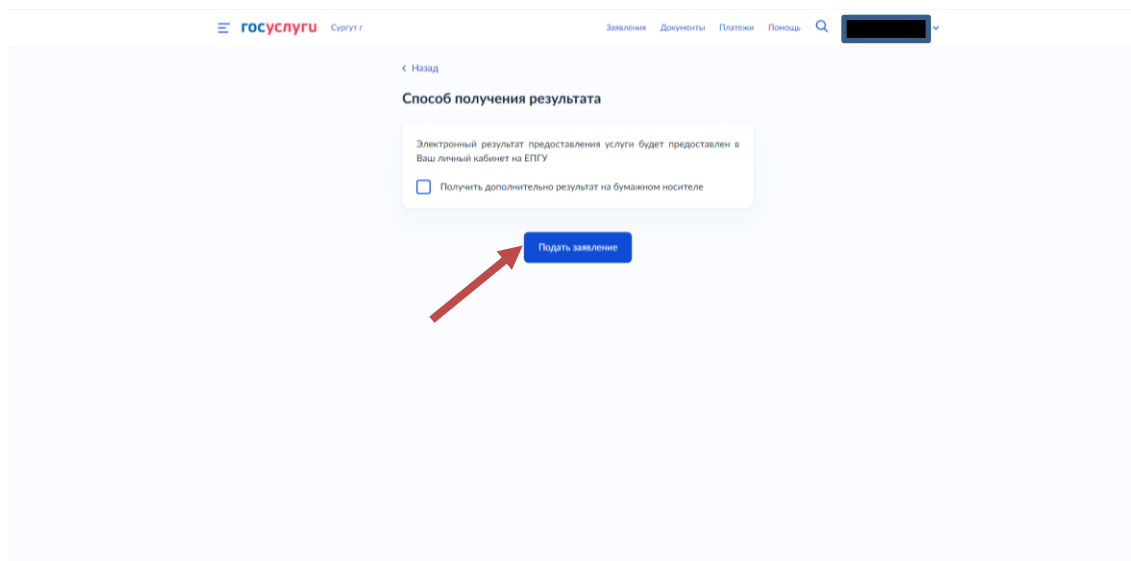 госуслуги Сургут г Заявления Документы Платежи Помощь
Назад
Способ получения результата
Электронный результат предоставления услуги будет предоставлен в
Ваш личный кабинет на ЕПГУ
Получить дополнительно результат на бумажном носителе
Подать заявление